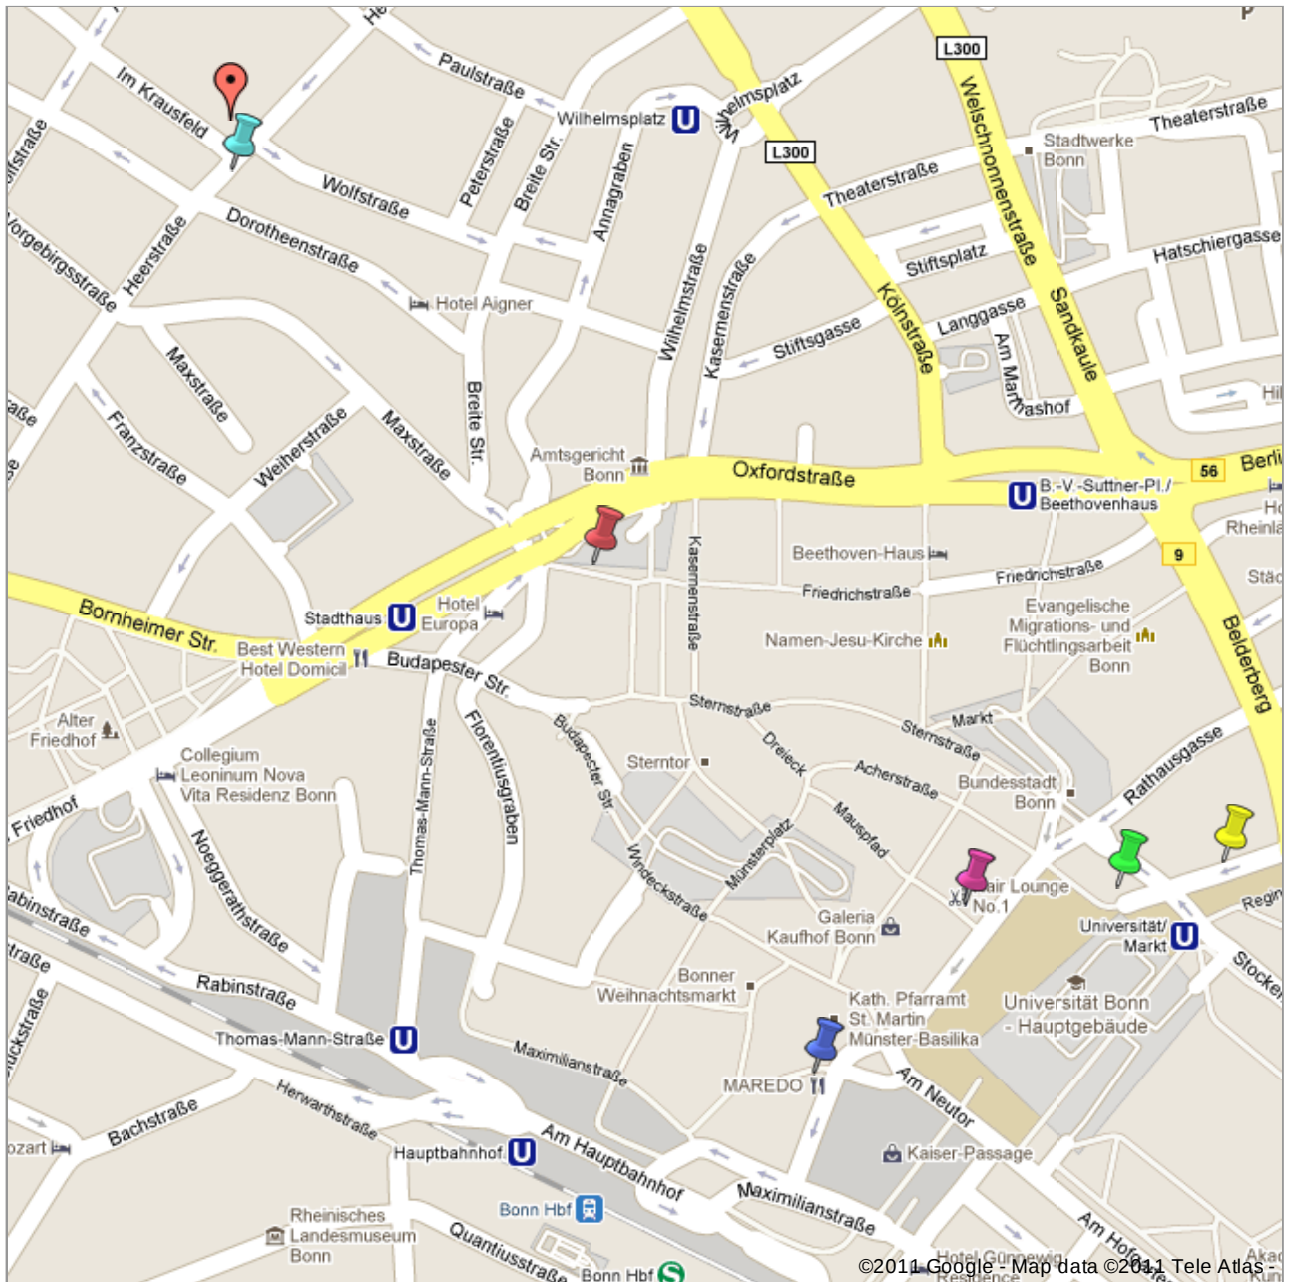 P
L300
Im Krausfeld
Paulstraße
Wilhelmsplatz
U
Welschnonnenstraße
Theaterstraße
Stadtwerke
Bonn
L300
Peterstraße
Breite Str.
Annagraben
Wolfstraße
Theaterstraße
Dorotheenstraße
Vorgebirgsstraße
Heerstraße
Hatschiergasse
Stiftsplatz
Wilhelmstraße
Kasernenstraße
Hotel Aigner
Kölnstraße
Langgasse
Sandkaule
Stiftsgasse
Maxstraße
Breite Str.
Franzstraße
Weiherstraße
Maxstraße
Amtsgericht
Bonn
Oxfordstraße
56
U
B.-V.-Suttner-Pl./
Beethovenhaus
9
Kasernenstraße
Beethoven-Haus
Friedrichstraße
Friedrichstraße
Bornheimer Str.
Stadthaus
U
Hotel
Europa
Evangelische
Migrations- und
Flüchtlingsarbeit
Bonn
Namen-Jesu-Kirche
Belderberg
Best Western
Hotel Domicil
Budapester Str.
Sternstraße
Markt
Sternstraße
Alter
Friedhof
Budapester Str.
Florentiusgraben
Thomas-Mann-Straße
Collegium
Leoninum Nova
Vita Residenz Bonn
Sterntor
Dreieck
Acherstraße
Bundesstadt
Bonn
Rathausgasse
Friedhof
Noeggerathstraße
Münsterplatz
Mauspfad
Windeckstraße
No.1
Lounge
Galeria
Kaufhof Bonn
Universität/
Markt
U
Rabinstraße
Bonner
Weihnachtsmarkt
Universität Bonn
- Hauptgebäude
Kath. Pfarramt
St. Martin
Münster-Basilika
Thomas-Mann-Straße
U
Maximilianstraße
MAREDO
Am Neutor
Herwarthstraße
Bachstraße
Hauptbahnhof
U
Am Hauptbahnhof
Kaiser-Passage
Maximilianstraße
Bonn Hbf
Rheinisches
Landesmuseum
Bonn
Quantiusstraße
Bonn Hbf
S
Hotel Günnewig
Residence
©2011 Google - Map data ©2011 Tele Atlas -